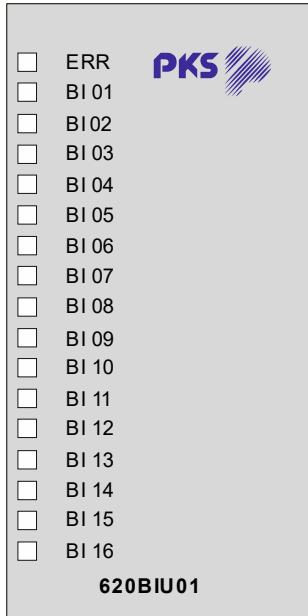 ERR PKS
BI 01
BI 02
BI 03
BI 04
BI 05
BI 06
BI 07
BI 08
BI 09
BI 10
BI 11
BI 12
BI 13
BI 14
BI 15
BI 16
620BIU01